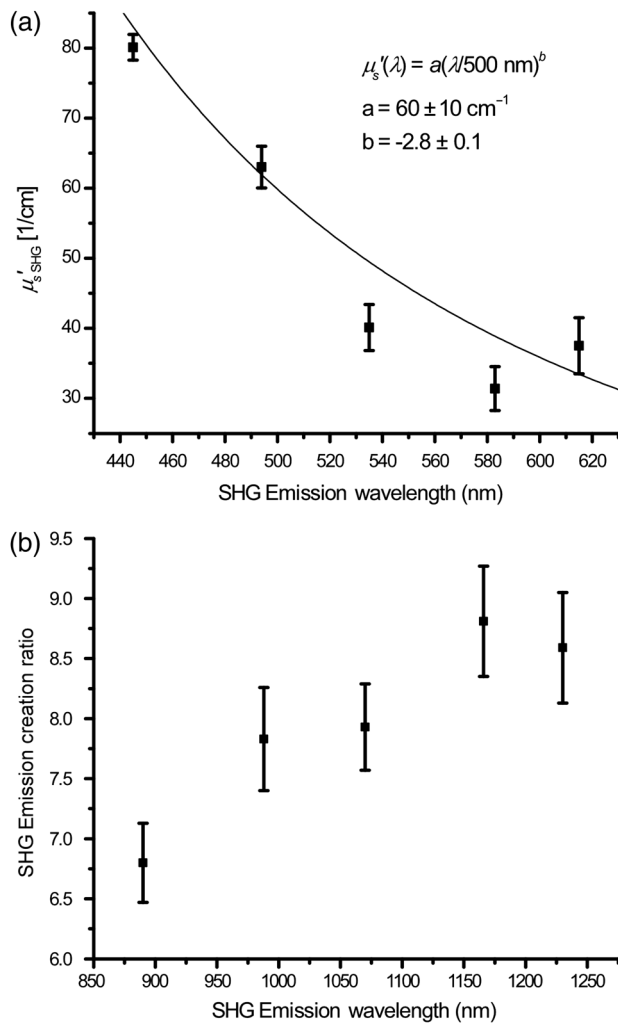 (a)
80
70
60
50
40
30
μs′SHG [1/cm]
μs′(λ) = a(λ/500 nm)^b
a = 60 ± 10 cm⁻¹
b = -2.8 ± 0.1
440 460 480 500 520 540 560 580 600 620
SHG Emission wavelength (nm)
(b)
9.5
9.0
8.5
8.0
7.5
7.0
6.5
6.0
SHG Emission creation ratio
850 900 950 1000 1050 1100 1150 1200 1250
SHG Emission wavelength (nm)